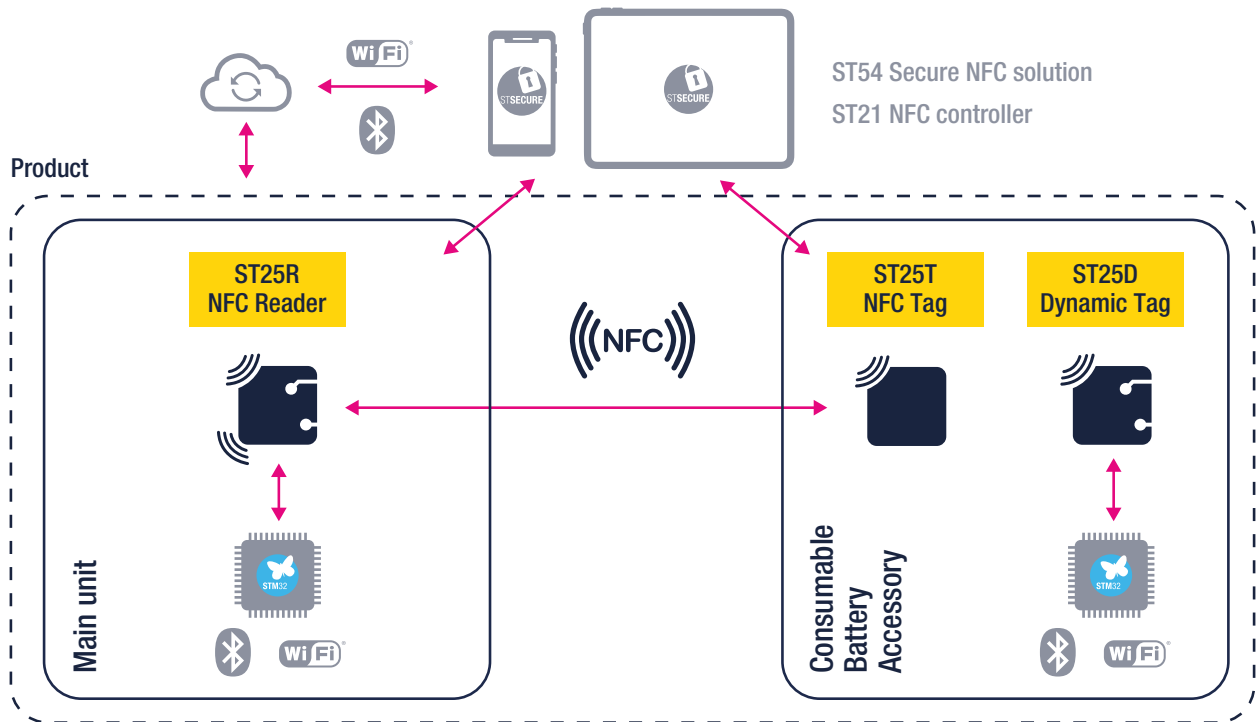 WiFi
STSECURE
STSECURE
ST54 Secure NFC solution
ST21 NFC controller
Product
ST25R
NFC Reader
NFC
ST25T
NFC Tag
ST25D
Dynamic Tag
Main unit
STM32
WiFi
Consumable
Battery
Accessory
STM32
WiFi